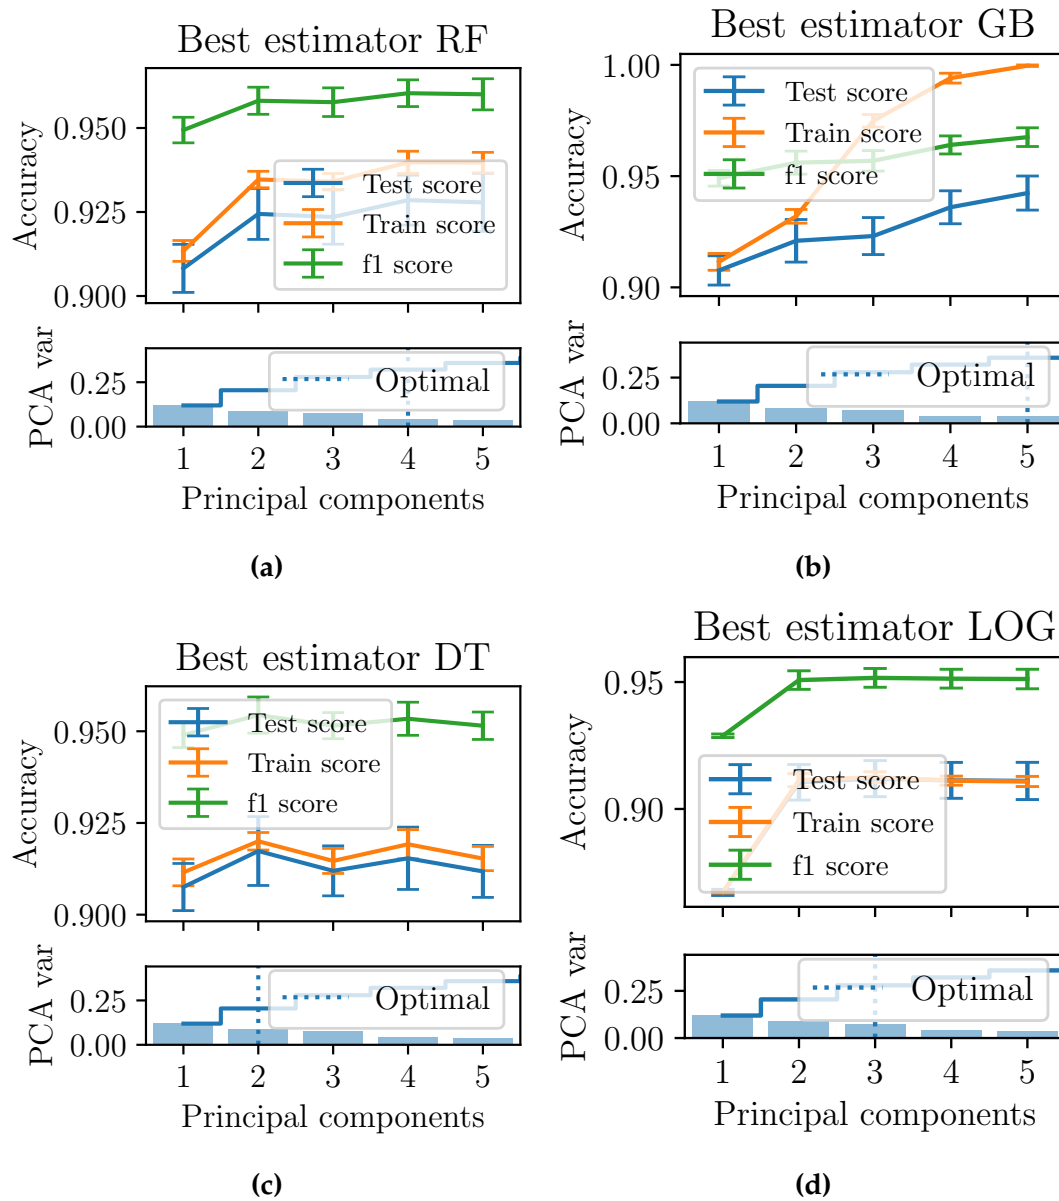 Best estimator RF
Accuracy
0.950
0.925
0.900
Test score
Train score
f1 score
PCA var
0.25
0.00
Optimal
1 2 3 4 5
Principal components
(a)
Best estimator GB
Accuracy
1.00
0.95
0.90
Test score
Train score
f1 score
PCA var
0.25
0.00
Optimal
1 2 3 4 5
Principal components
(b)
Best estimator DT
Accuracy
0.950
0.925
0.900
Test score
Train score
f1 score
PCA var
0.25
0.00
Optimal
1 2 3 4 5
Principal components
(c)
Best estimator LOG
Accuracy
0.95
0.90
Test score
Train score
f1 score
PCA var
0.25
0.00
Optimal
1 2 3 4 5
Principal components
(d)